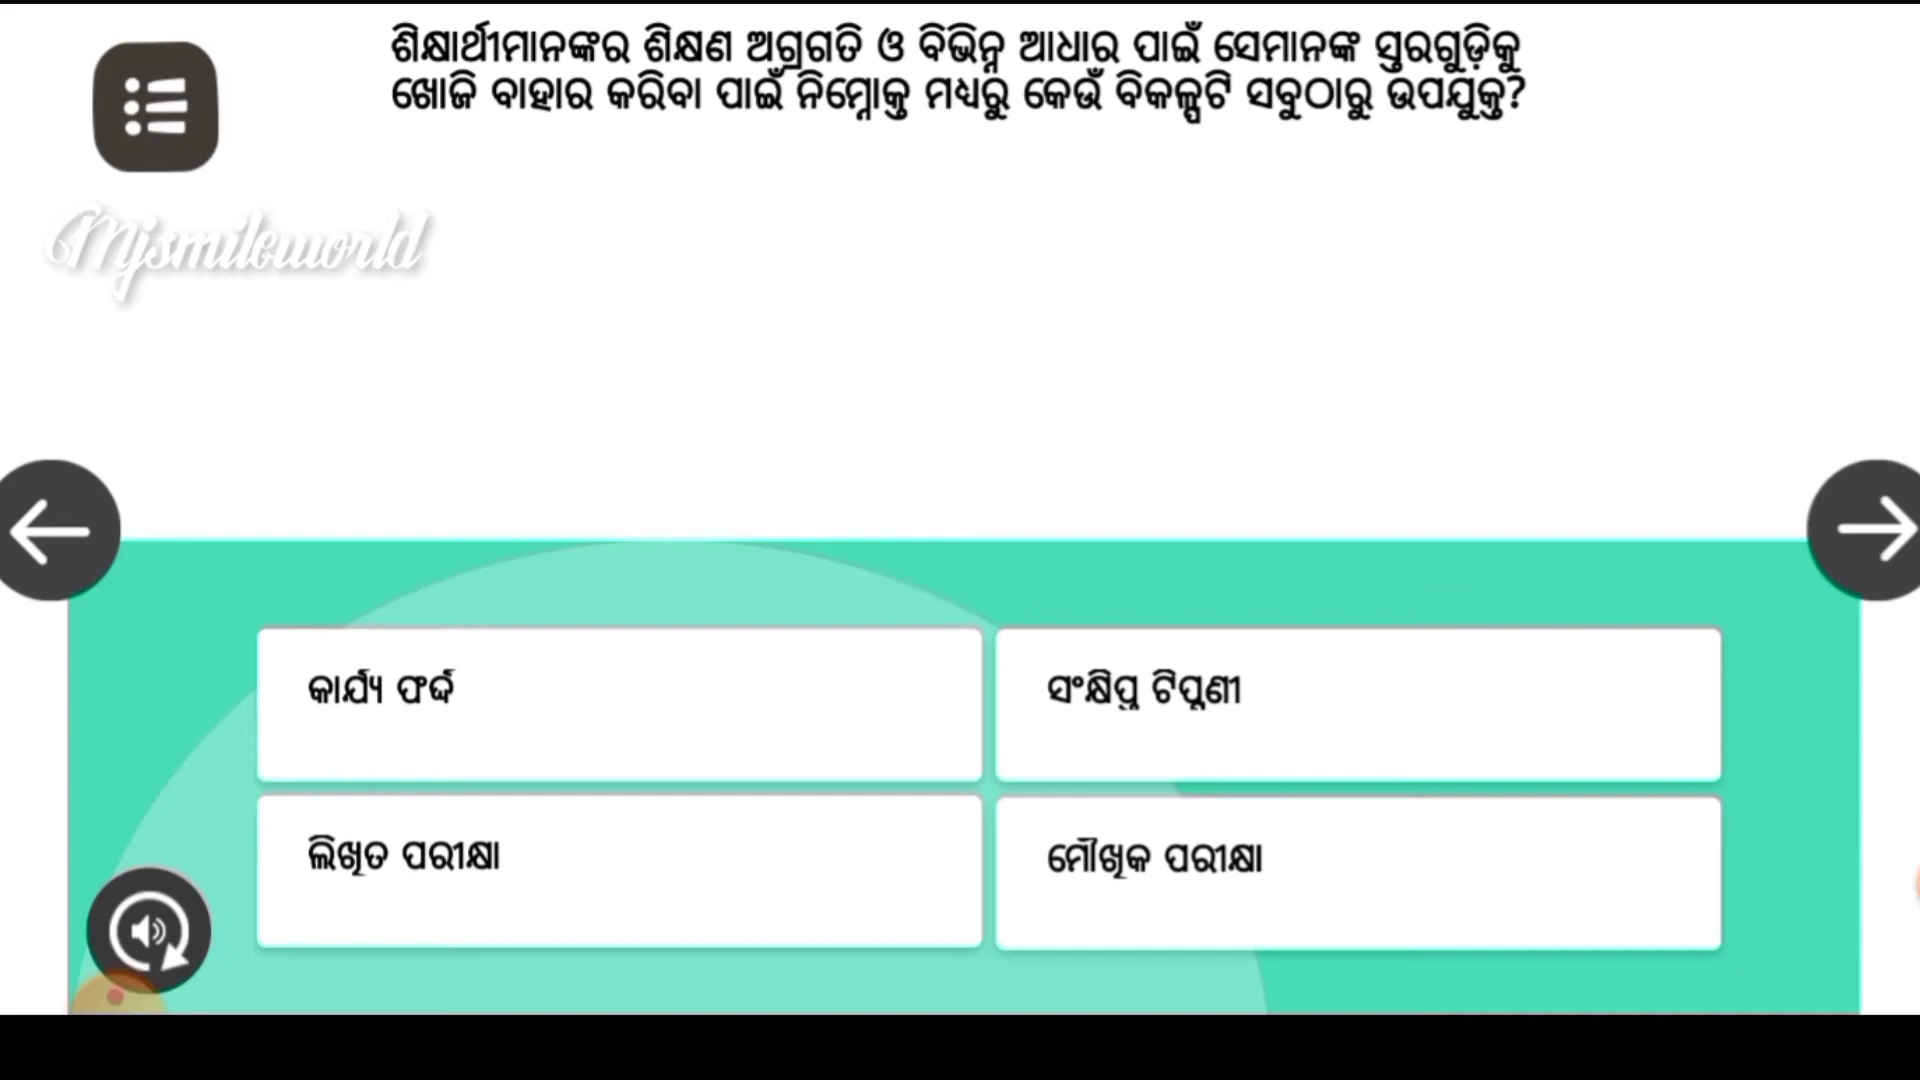 ଶିକ୍ଷାର୍ଥୀମାନଙ୍କର ଶିକ୍ଷଣ ଅଗ୍ରଗତି ଓ ବିଭିନ୍ନ ଆଧାର ପାଇଁ ସେମାନଙ୍କ ସ୍ତରଗୁଡ଼ିକୁ
ଖୋଜି ବାହାର କରିବା ପାଇଁ ନିମ୍ନୋକ୍ତ ମଧ୍ୟରୁ କେଉଁ ବିକଳ୍ପଟି ସବୁଠାରୁ ଉପଯୁକ୍ତ?
Mjsmileworld
କାର୍ଯ୍ୟ ଫର୍ଦ୍ଦ
ସଂକ୍ଷିପ୍ତ ଟିପ୍ପଣୀ
ଲିଖିତ ପରୀକ୍ଷା
ମୌଖିକ ପରୀକ୍ଷା